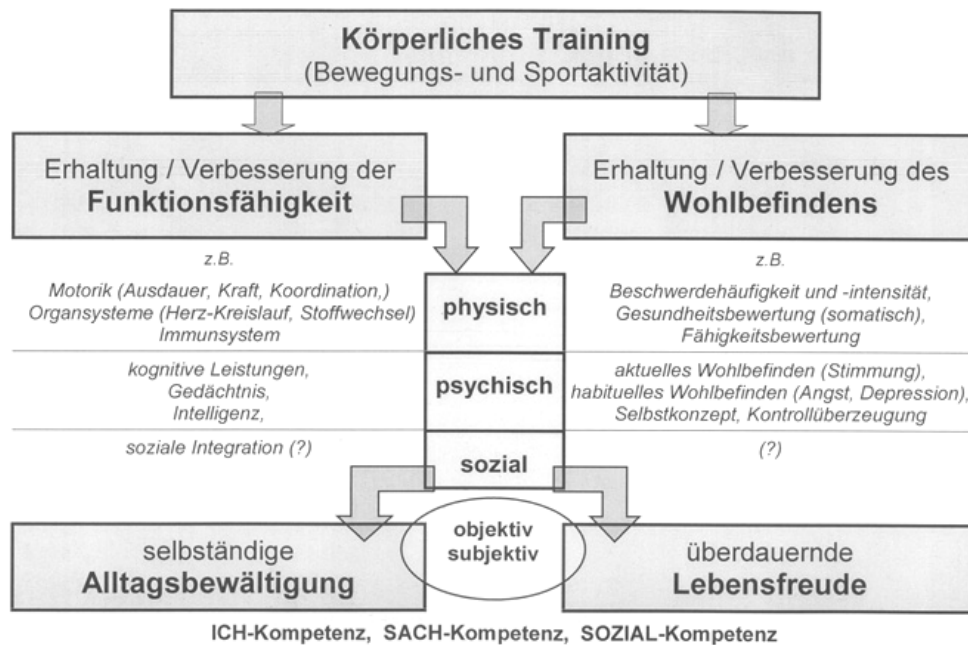 Körperliches Training
(Bewegungs- und Sportaktivität)
Erhaltung / Verbesserung der
Funktionsfähigkeit
Erhaltung / Verbesserung des
Wohlbefindens
z.B.
Motorik (Ausdauer, Kraft, Koordination,)
Organsysteme (Herz-Kreislauf, Stoffwechsel)
Immunsystem
physisch
z.B.
Beschwerdehäufigkeit und -intensität,
Gesundheitsbewertung (somatisch),
Fähigkeitsbewertung
kognitive Leistungen,
Gedächtnis,
Intelligenz,
psychisch
aktuelles Wohlbefinden (Stimmung),
habituelles Wohlbefinden (Angst, Depression),
Selbstkonzept, Kontrollüberzeugung
soziale Integration (?)
sozial
(?)
selbständige
Alltagsbewältigung
objektiv
subjektiv
überdauernde
Lebensfreude
ICH-Kompetenz, SACH-Kompetenz, SOZIAL-Kompetenz